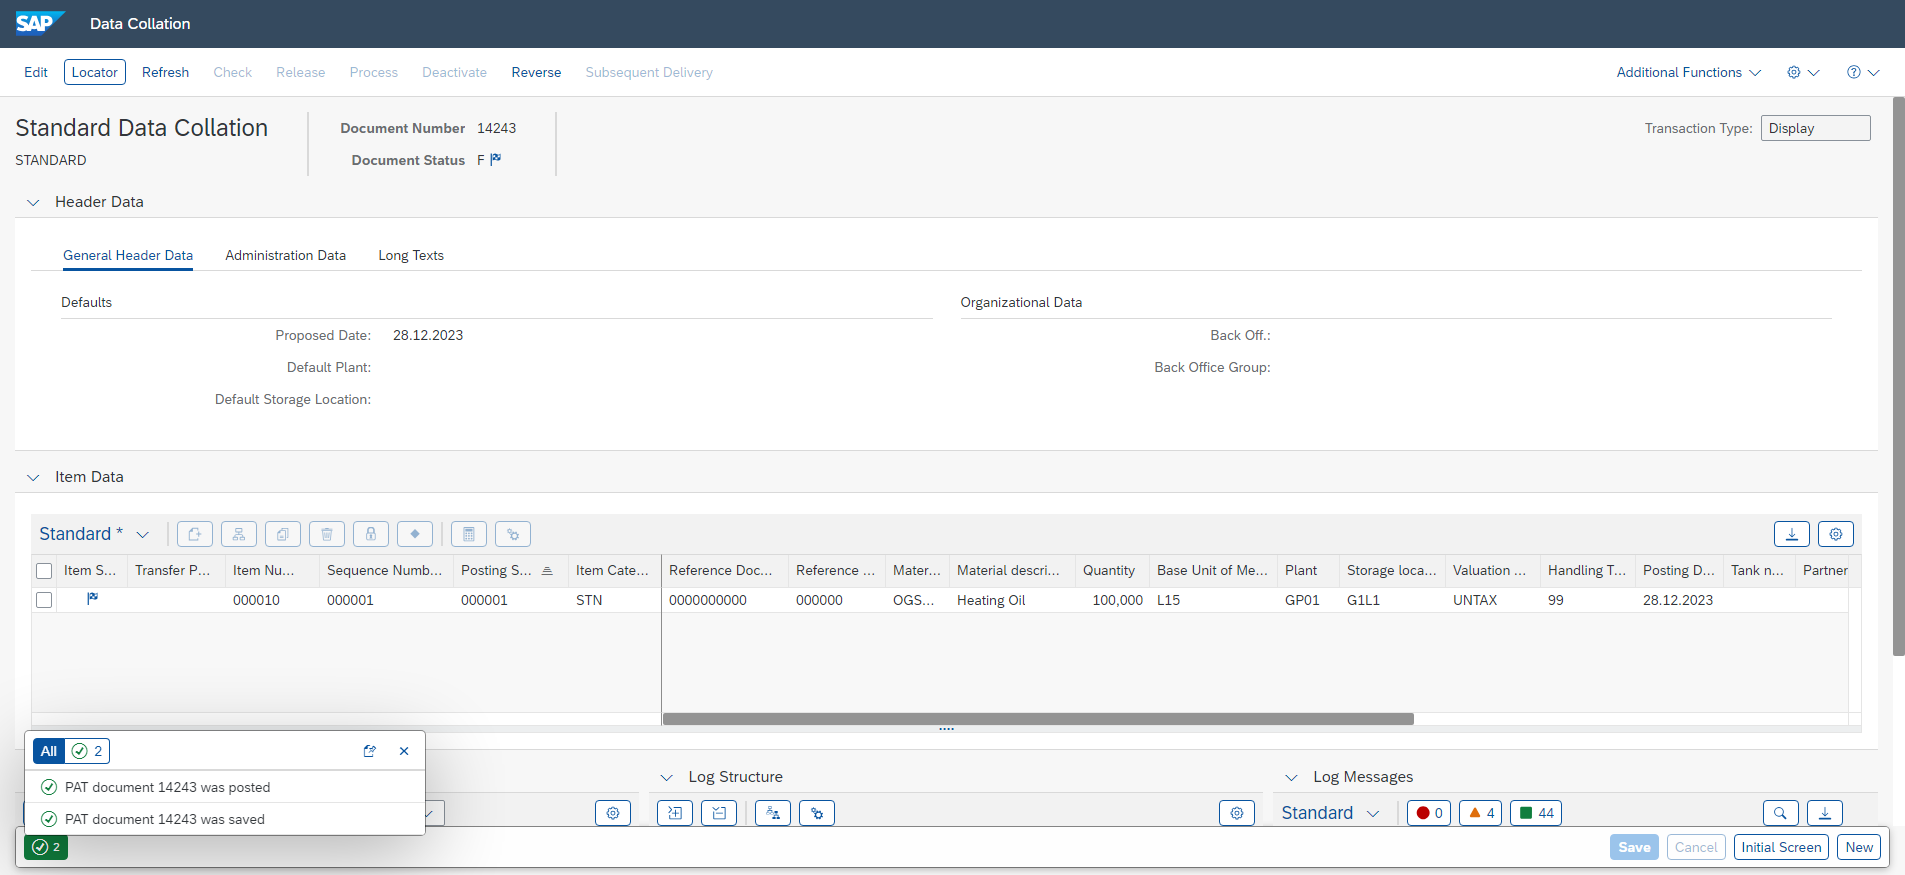 SAP Data Collation
Edit Locator Refresh Check Release Process Deactivate Reverse Subsequent Delivery Additional Functions
Standard Data Collation
STANDARD
Document Number 14243
Document Status F
Transaction Type: Display
Header Data
General Header Data Administration Data Long Texts
Defaults
Proposed Date: 28.12.2023
Default Plant:
Default Storage Location:
Organizational Data
Back Off.:
Back Office Group:
Item Data
Standard *
Item S... Transfer P... Item Nu... Sequence Numb... Posting S... Item Cate... Reference Doc... Reference ... Mater... Material descri... Quantity Base Unit of Me... Plant Storage loca... Valuation ... Handling T... Posting D... Tank n... Partner
000010 000001 000001 STN 0000000000 000000 OGS... Heating Oil 100,000 L15 GP01 G1L1 UNTAX 99 28.12.2023
All 2
PAT document 14243 was posted
PAT document 14243 was saved
Log Structure
Log Messages
Standard 0 4 44
2
Save Cancel Initial Screen New